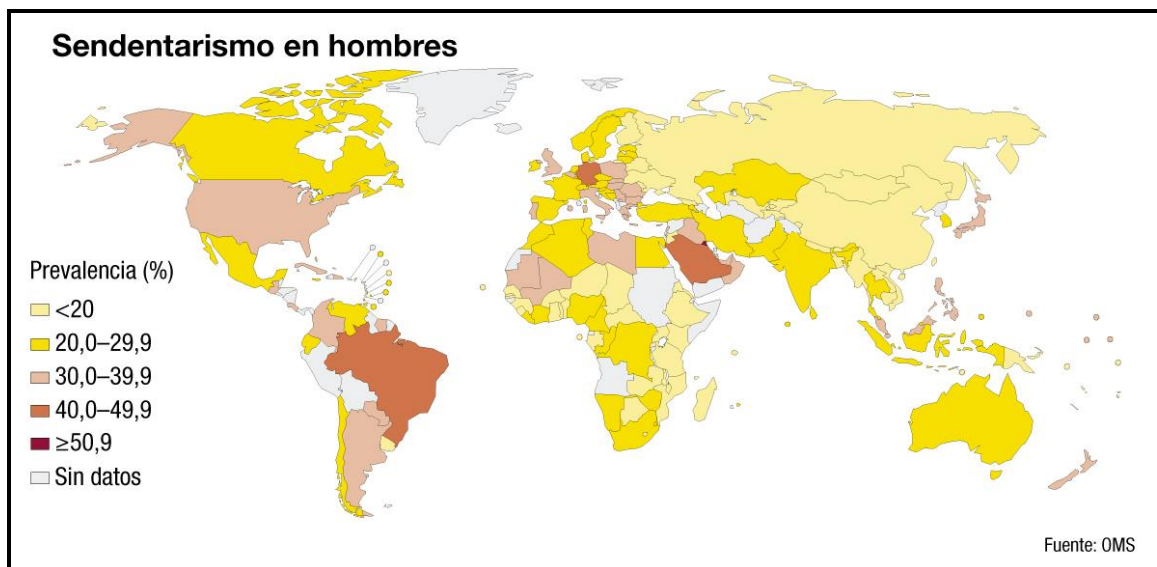 Sendentarismo en hombres
Prevalencia (%)
<20
20,0–29,9
30,0–39,9
40,0–49,9
≥50,9
Sin datos
Fuente: OMS